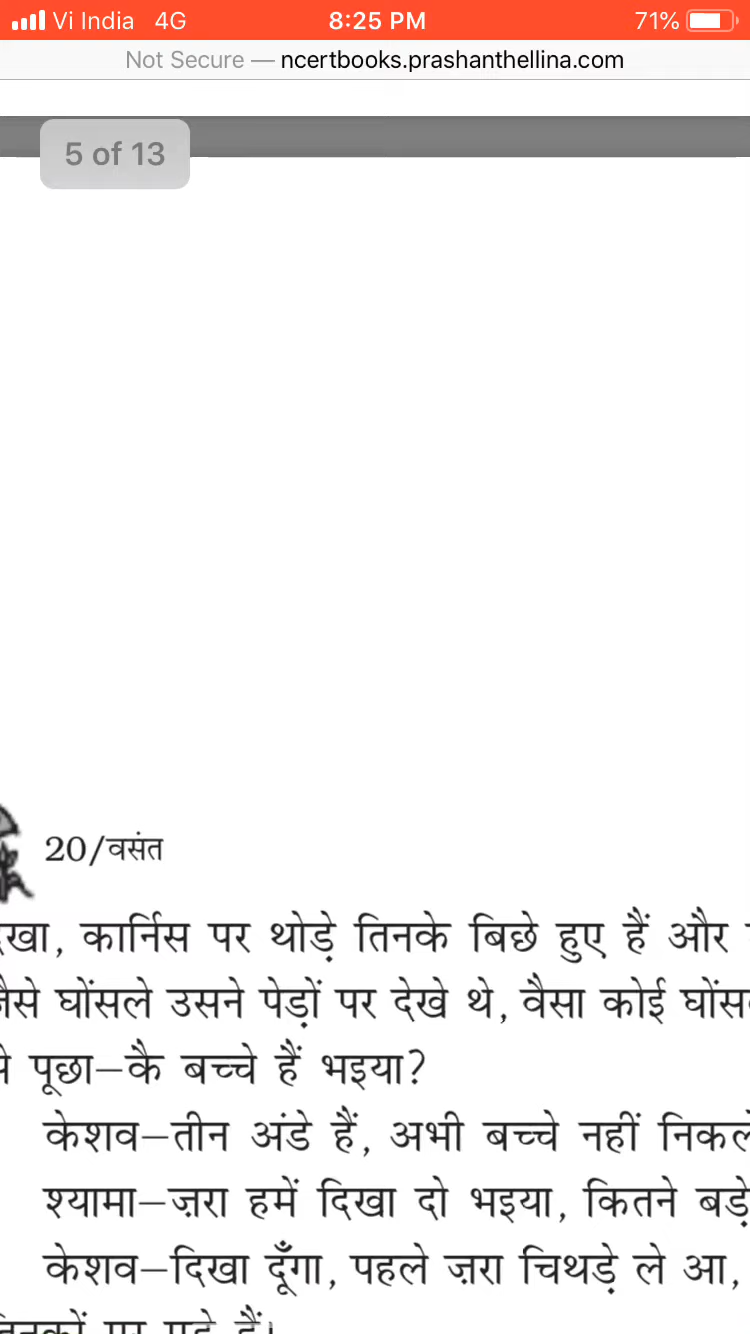 Vi India 4G 8:25 PM 71%
Not Secure — ncertbooks.prashanthellina.com
5 of 13
20/वसंत
कार्निस पर थोड़े तिनके बिछे हुए हैं और
घोंसले उसने पेड़ों पर देखे थे, वैसा कोई
पूछा–कै बच्चे हैं भइया?
केशव–तीन अंडे हैं, अभी बच्चे नहीं
श्यामा–ज़रा हमें दिखा दो भइया, कितने बड़े
केशव–दिखा दूँगा, पहले ज़रा चिथड़े ले आ,